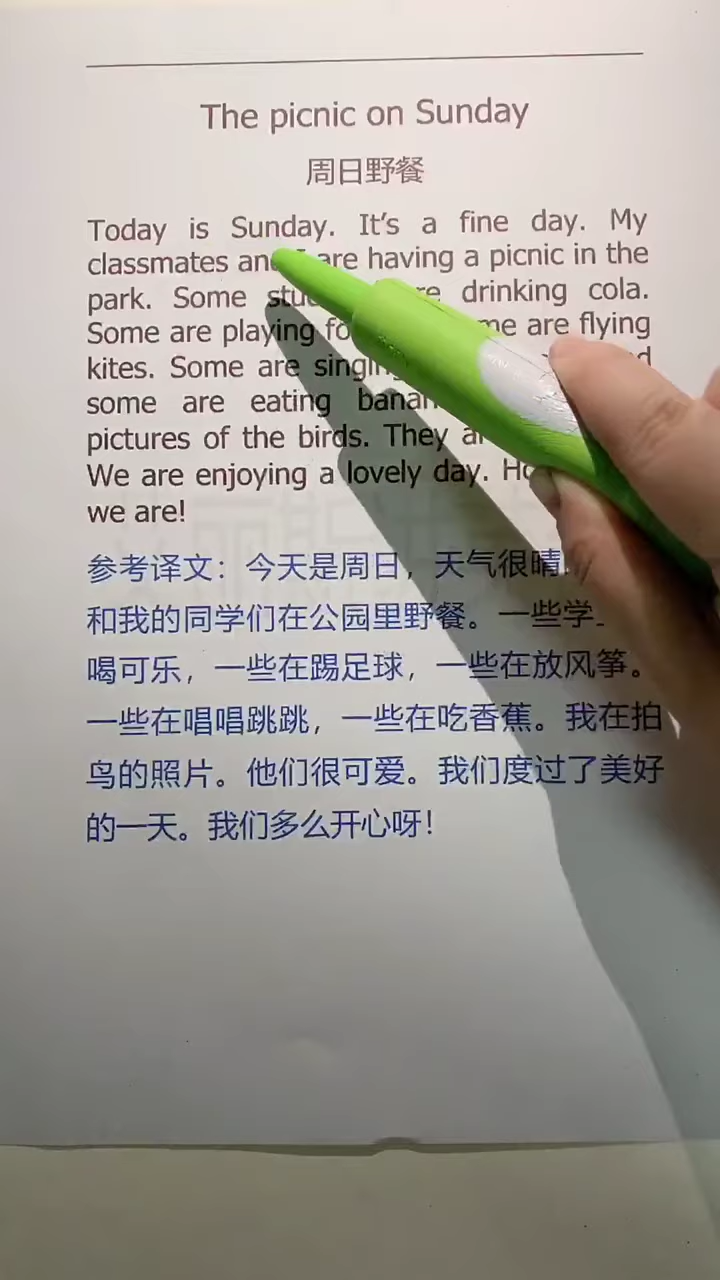 The picnic on Sunday
周日野餐
Today is Sunday. It's a fine day. My
classmates are having a picnic in the
park. Some drinking cola.
Some are playing are flying
kites. Some are
some are eating
pictures of the birds. They
We are enjoying a lovely day.
we are!
参考译文：今天是周日，天气很晴
和我的同学们在公园里野餐。一些学
喝可乐，一些在踢足球，一些在放风筝。
一些在唱唱跳跳，一些在吃香蕉。我在拍
鸟的照片。他们很可爱。我们度过了美好
的一天。我们多么开心呀！